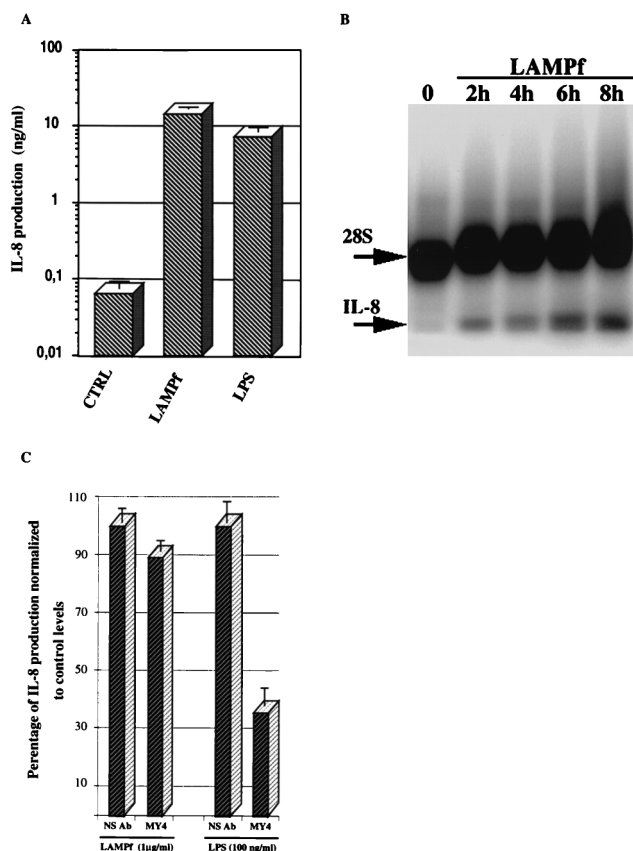 A
IL-8 production (ng/ml)
100
10
1
0,1
0,01
CTRL
LAMPf
LPS
B
LAMPf
0 2h 4h 6h 8h
28S
IL-8
C
Perentage of IL-8 production normalized
to control levels
110
90
70
50
30
10
NS Ab MY4 NS Ab MY4
LAMPf (1µg/ml) LPS (100 ng/ml)